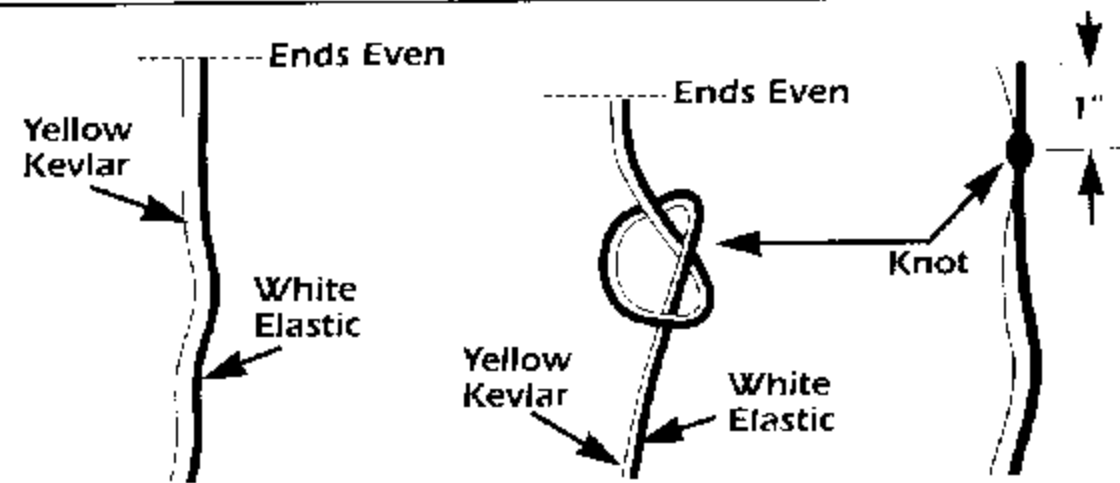 Ends Even
Yellow
Kevlar
White
Elastic
Ends Even
Yellow
Kevlar
White
Elastic
Knot
1"